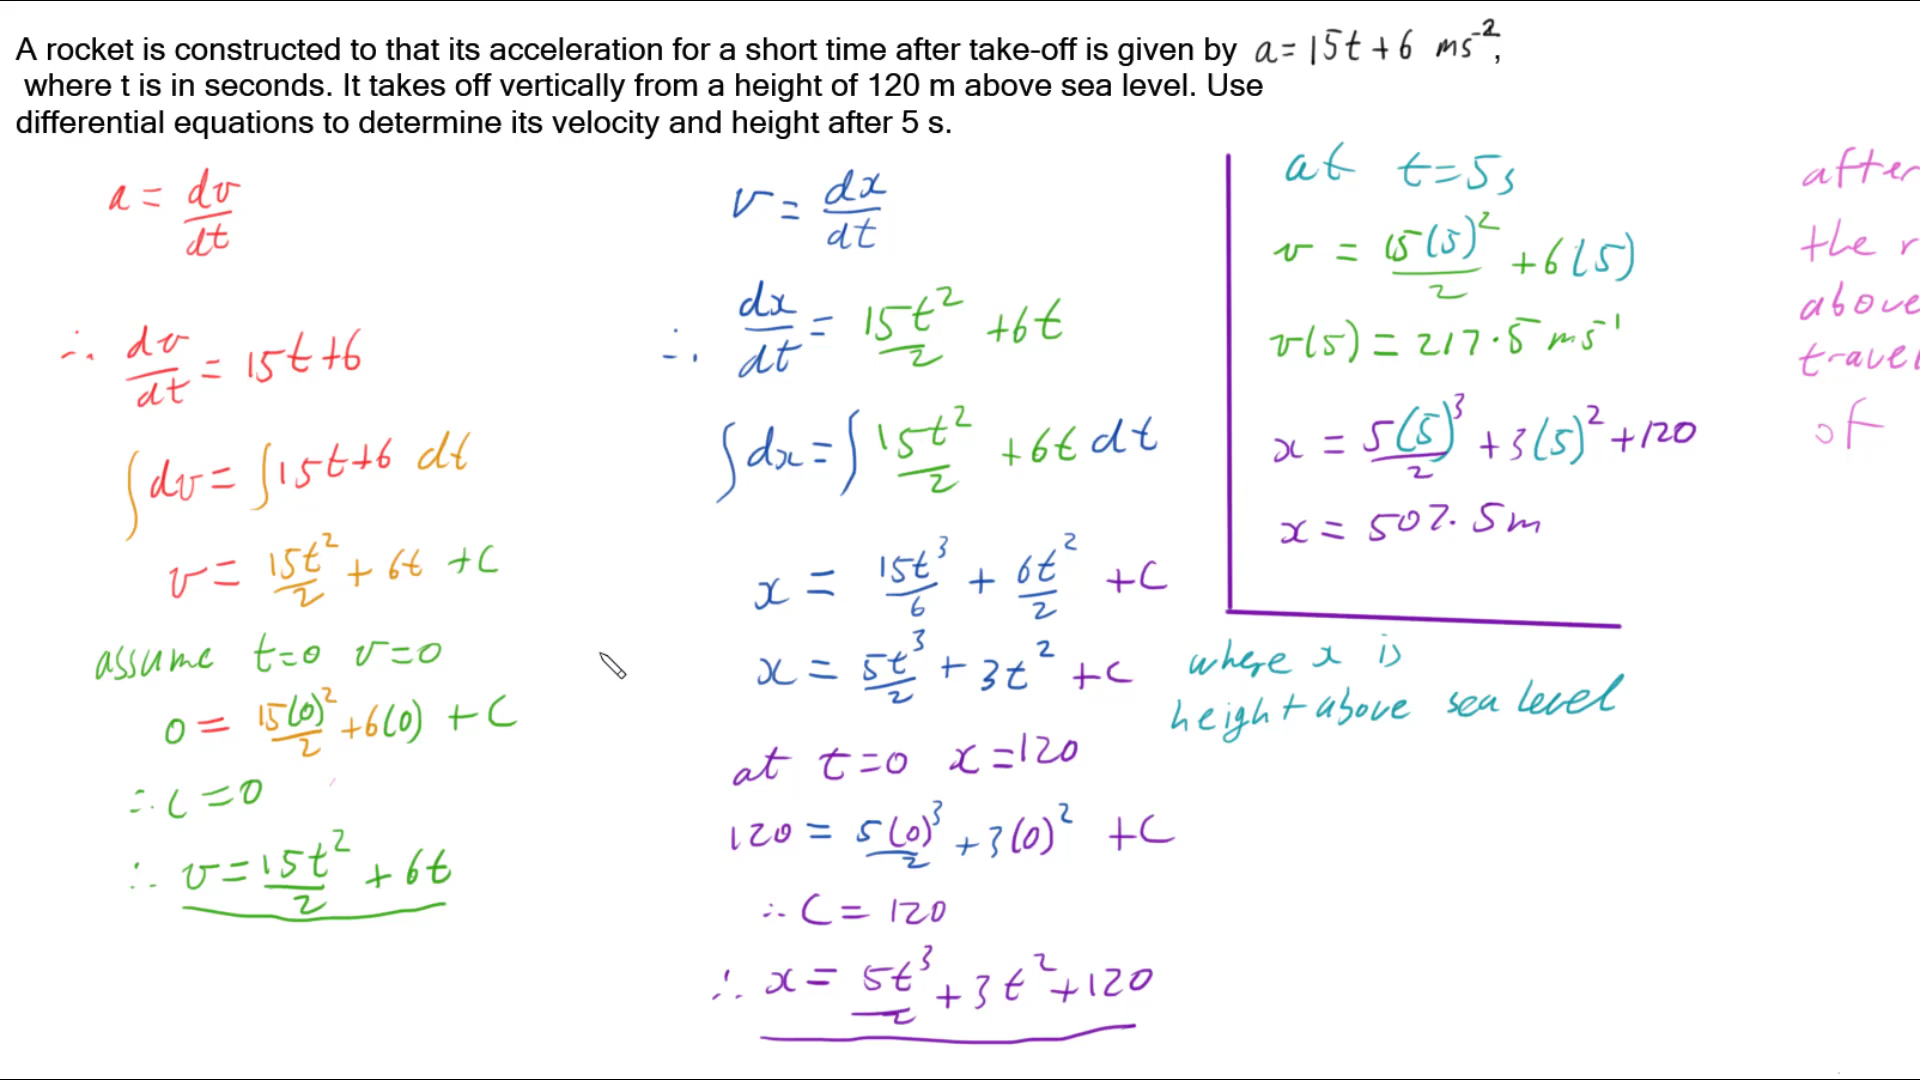 A rocket is constructed to that its acceleration for a short time after take-off is given by a = 15t + 6 ms⁻²,
where t is in seconds. It takes off vertically from a height of 120 m above sea level. Use
differential equations to determine its velocity and height after 5 s.
a = dv/dt
∴ dv/dt = 15t + 6
∫dv = ∫15t + 6 dt
v = 15t²/2 + 6t + C
assume t=0 v=0
0 = 15(0)²/2 + 6(0) + C
∴ C = 0
∴ v = 15t²/2 + 6t
v = dx/dt
∴ dx/dt = 15t²/2 + 6t
∫dx = ∫15t²/2 + 6t dt
x = 15t³/6 + 6t²/2 + C
x = 5t³/2 + 3t² + C
at t=0 x=120
120 = 5(0)³/2 + 3(0)² + C
∴ C = 120
∴ x = 5t³/2 + 3t² + 120
at t=5s
v = 15(5)²/2 + 6(5)
v(5) = 217.5 ms⁻¹
x = 5(5)³/2 + 3(5)² + 120
x = 507.5m
where x is
height above sea level
after
the r
above
travel
of